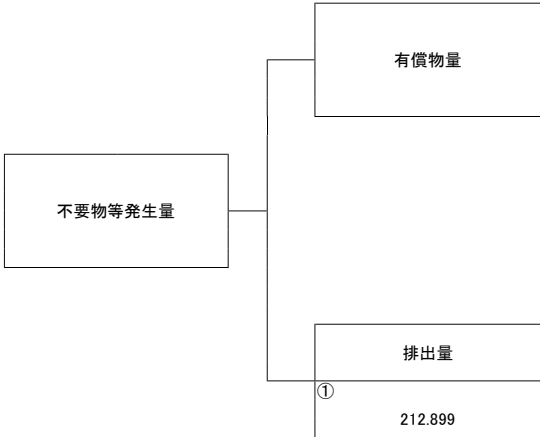 有償物量
不要物等発生量
排出量
①
212.899